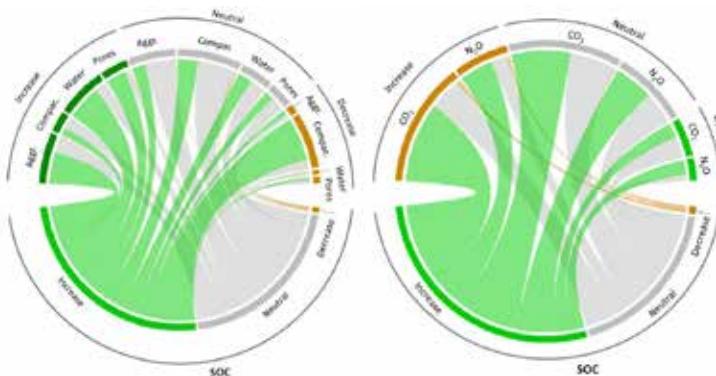 Neutral
Increase
Decrease
Aggr.
Compac.
Water
Pores
Aggr.
Compac.
Water
Pores
Aggr.
Compac.
Water
Pores
Increase
Neutral
Decrease
SOC
Increase
Neutral
CO2
N2O
CO2
N2O
CO2
N2O
Increase
Neutral
Decrease
SOC